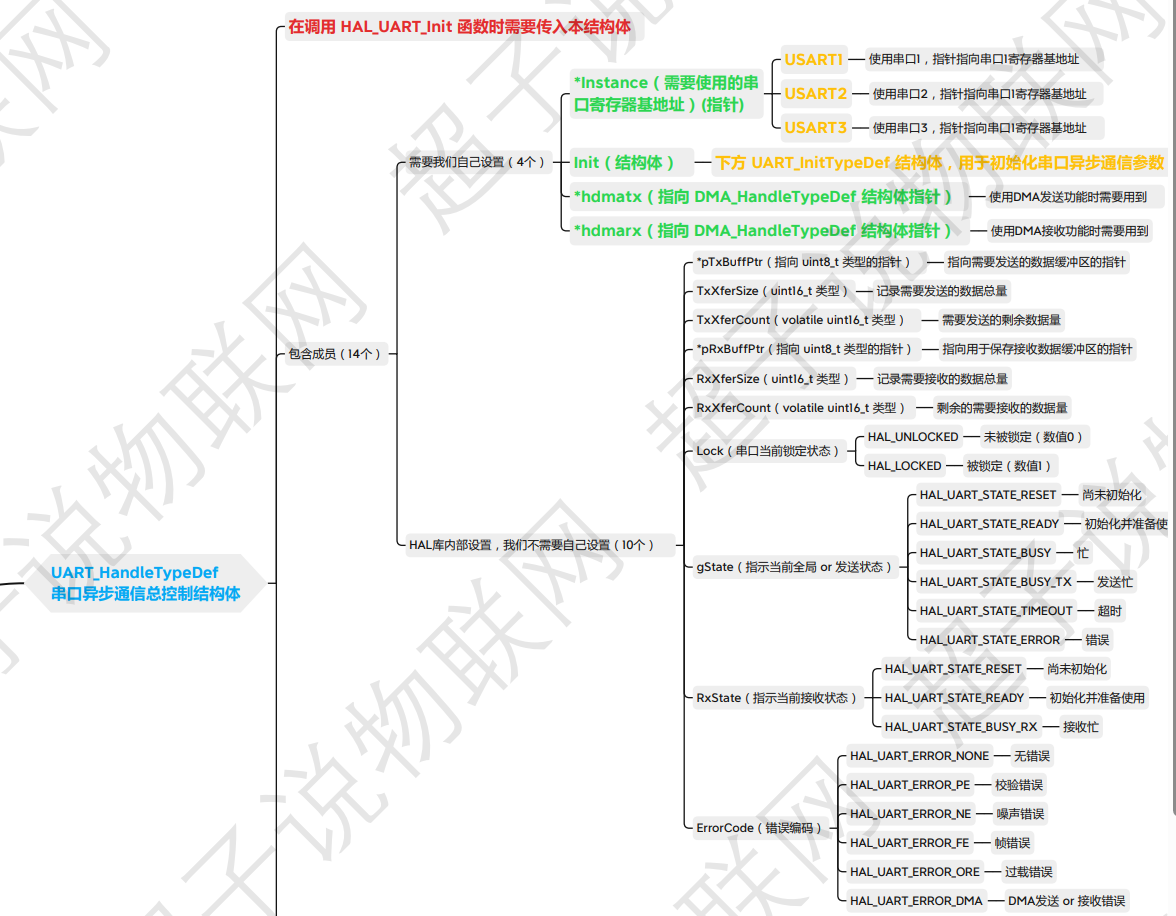 在调用 HAL_UART_Init 函数时需要传入本结构体
*Instance（需要使用的串
口寄存器基地址）(指针)
USART1
使用串口1，指针指向串口1寄存器基地址
USART2
使用串口2，指针指向串口1寄存器基地址
USART3
使用串口3，指针指向串口1寄存器基地址
需要我们自己设置（4个）
Init（结构体）
下方 UART_InitTypeDef 结构体，用于初始化串口异步通信参数
*hdmatx（指向 DMA_HandleTypeDef 结构体指针）
使用DMA发送功能时需要用到
*hdmarx（指向 DMA_HandleTypeDef 结构体指针）
使用DMA接收功能时需要用到
包含成员（14个）
*pTxBuffPtr（指向 uint8_t 类型的指针）
指向需要发送的数据缓冲区的指针
TxXferSize（uint16_t 类型）
记录需要发送的数据总量
TxXferCount（volatile uint16_t 类型）
需要发送的剩余数据量
*pRxBuffPtr（指向 uint8_t 类型的指针）
指向用于保存接收数据缓冲区的指针
RxXferSize（uint16_t 类型）
记录需要接收的数据总量
RxXferCount（volatile uint16_t 类型）
剩余的需要接收的数据量
Lock（串口当前锁定状态）
HAL_UNLOCKED
未被锁定（数值0）
HAL_LOCKED
被锁定（数值1）
HAL库内部设置，我们不需要自己设置（10个）
gState（指示当前全局 or 发送状态）
HAL_UART_STATE_RESET
尚未初始化
HAL_UART_STATE_READY
初始化并准备使
HAL_UART_STATE_BUSY
忙
HAL_UART_STATE_BUSY_TX
发送忙
HAL_UART_STATE_TIMEOUT
超时
HAL_UART_STATE_ERROR
错误
UART_HandleTypeDef
串口异步通信总控制结构体
RxState（指示当前接收状态）
HAL_UART_STATE_RESET
尚未初始化
HAL_UART_STATE_READY
初始化并准备使用
HAL_UART_STATE_BUSY_RX
接收忙
ErrorCode（错误编码）
HAL_UART_ERROR_NONE
无错误
HAL_UART_ERROR_PE
校验错误
HAL_UART_ERROR_NE
噪声错误
HAL_UART_ERROR_FE
帧错误
HAL_UART_ERROR_ORE
过载错误
HAL_UART_ERROR_DMA
DMA发送 or 接收错误
超子说物联网
超子说物联网
超子说物联网